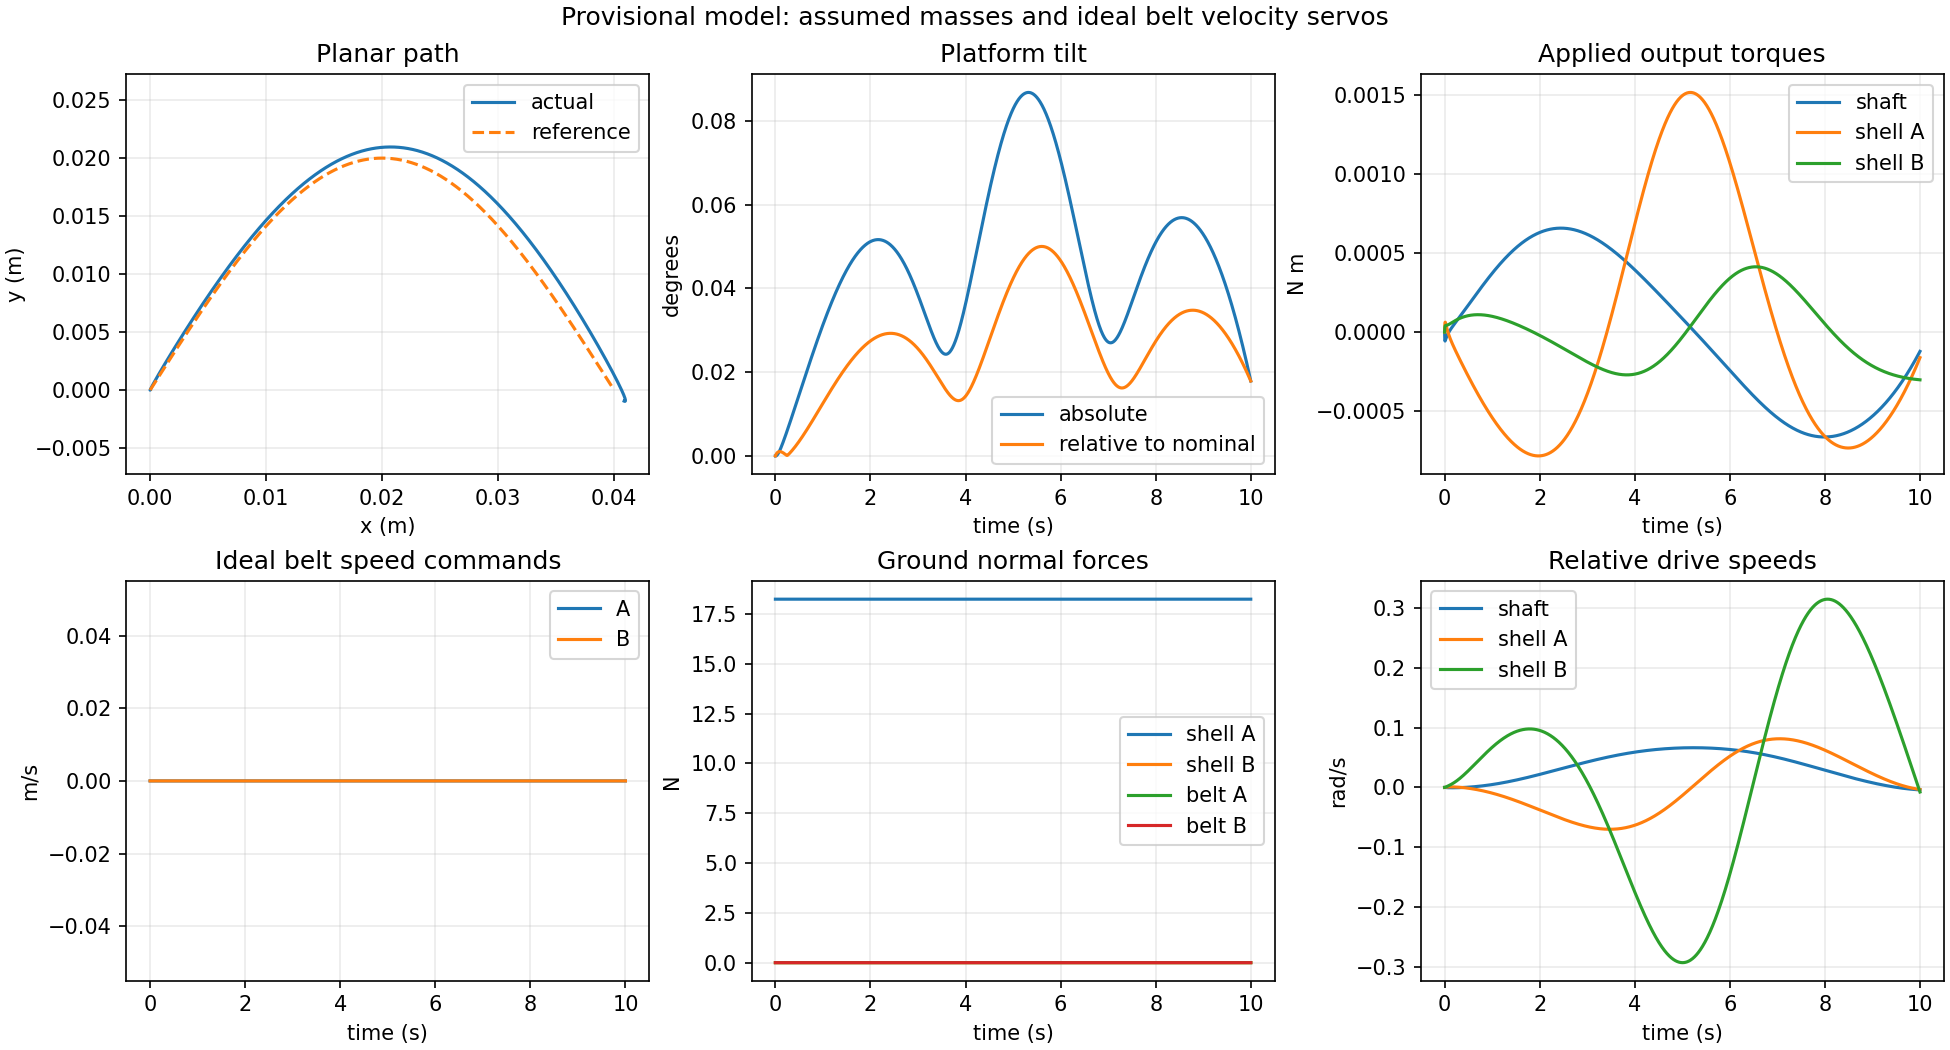 Provisional model: assumed masses and ideal belt velocity servos
Planar path
0.025
0.020
0.015
0.010
0.005
0.000
−0.005
y (m)
actual
reference
0.00
0.01
0.02
0.03
0.04
x (m)
Platform tilt
0.08
0.06
0.04
0.02
0.00
degrees
absolute
relative to nominal
0
2
4
6
8
10
time (s)
Applied output torques
0.0015
0.0010
0.0005
0.0000
−0.0005
N m
shaft
shell A
shell B
0
2
4
6
8
10
time (s)
Ideal belt speed commands
0.04
0.02
0.00
−0.02
−0.04
m/s
A
B
0
2
4
6
8
10
time (s)
Ground normal forces
17.5
15.0
12.5
10.0
7.5
5.0
2.5
0.0
N
shell A
shell B
belt A
belt B
0
2
4
6
8
10
time (s)
Relative drive speeds
0.3
0.2
0.1
0.0
−0.1
−0.2
−0.3
rad/s
shaft
shell A
shell B
0
2
4
6
8
10
time (s)